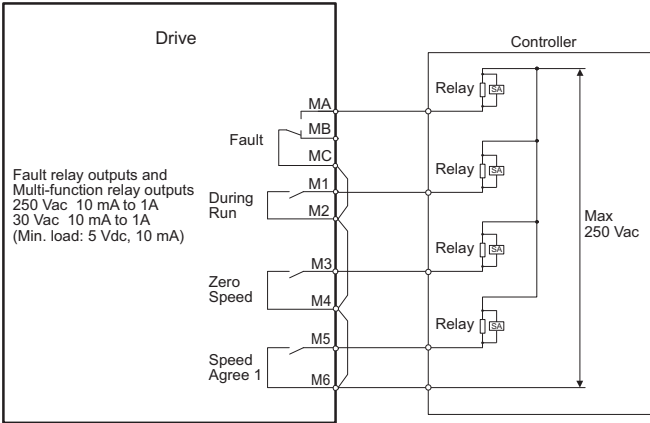 Drive
Controller
Relay
SA
MA
MB
Fault
MC
Fault relay outputs and
Multi-function relay outputs
250 Vac 10 mA to 1A
30 Vac 10 mA to 1A
(Min. load: 5 Vdc, 10 mA)
Relay
SA
During
Run
M1
M2
Max
250 Vac
Relay
SA
M3
Zero
Speed
M4
Relay
SA
M5
Speed
Agree 1
M6